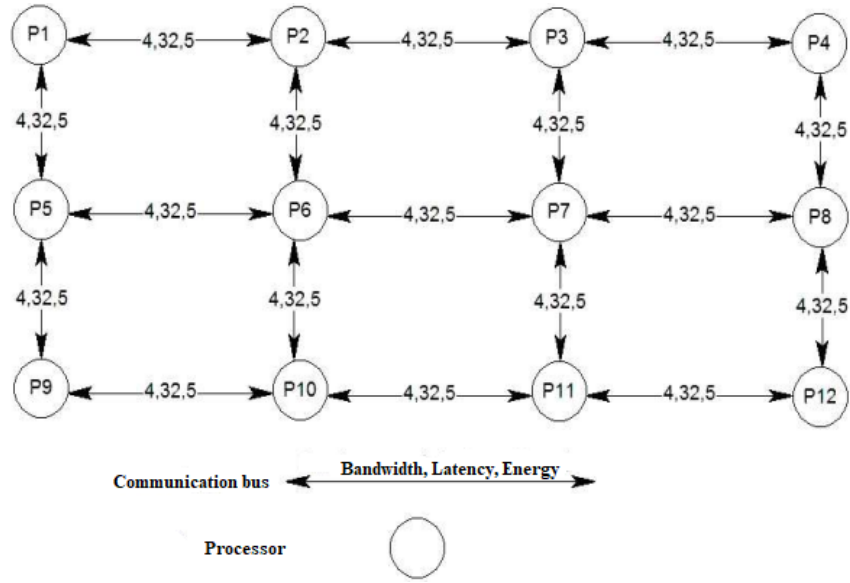 P1 4,32,5 P2 4,32,5 P3 4,32,5 P4
4,32,5 4,32,5 4,32,5 4,32,5
P5 4,32,5 P6 4,32,5 P7 4,32,5 P8
4,32,5 4,32,5 4,32,5 4,32,5
P9 4,32,5 P10 4,32,5 P11 4,32,5 P12
Communication bus Bandwidth, Latency, Energy
Processor